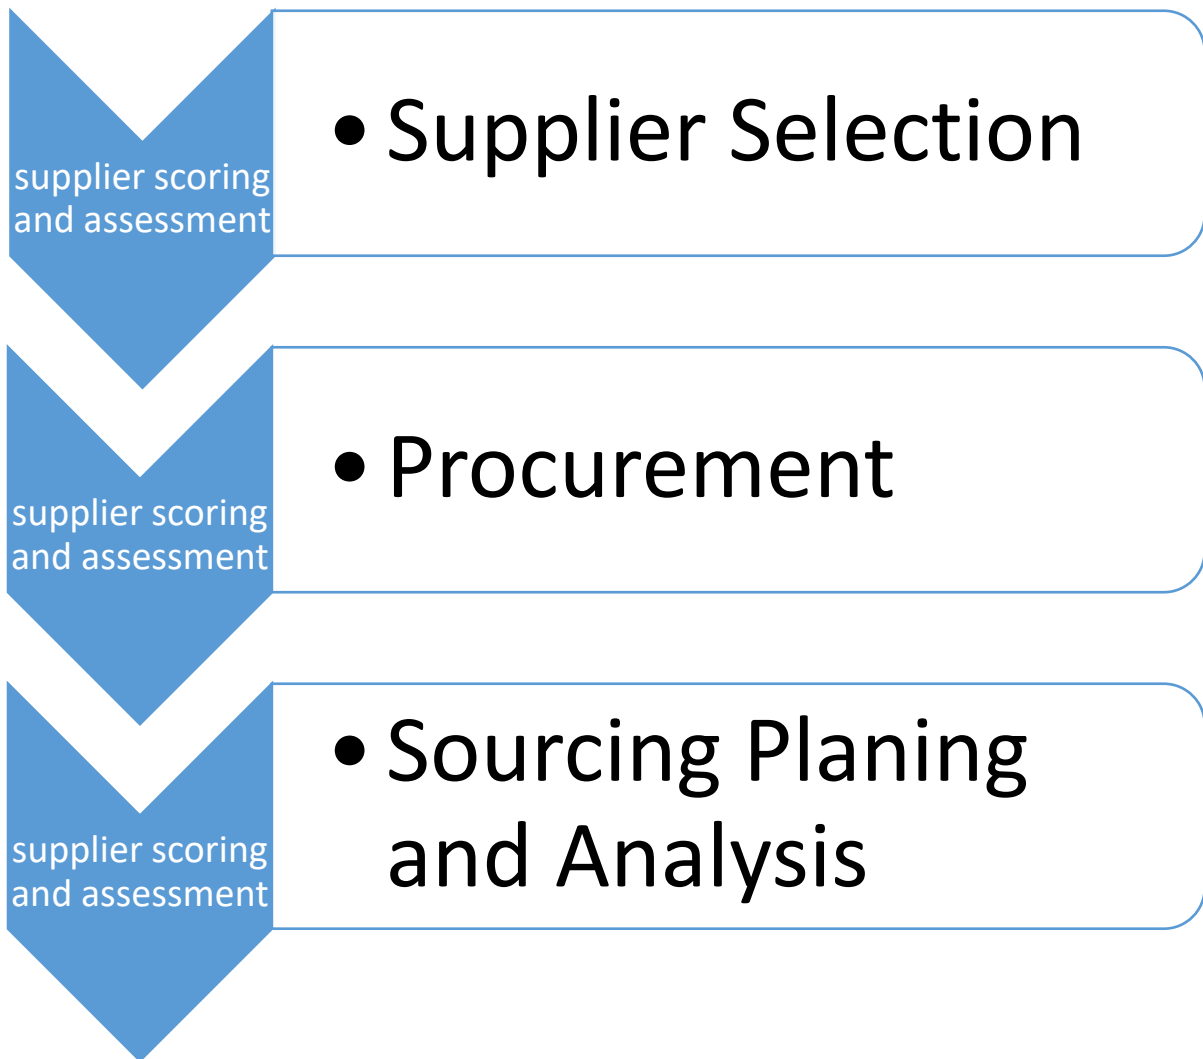 supplier scoring
and assessment
• Supplier Selection
supplier scoring
and assessment
• Procurement
supplier scoring
and assessment
• Sourcing Planing
and Analysis